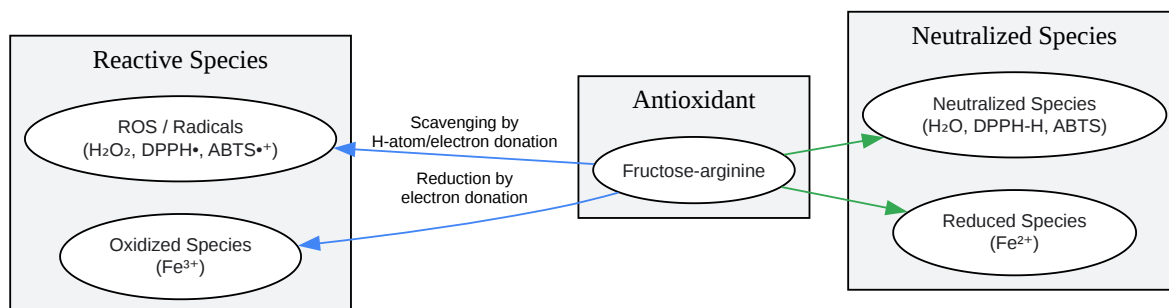 Reactive Species
ROS / Radicals
(H₂O₂, DPPH•, ABTS•⁺)
Oxidized Species
(Fe³⁺)
Scavenging by
H-atom/electron donation
Reduction by
electron donation
Antioxidant
Fructose-arginine
Neutralized Species
Neutralized Species
(H₂O, DPPH-H, ABTS)
Reduced Species
(Fe²⁺)